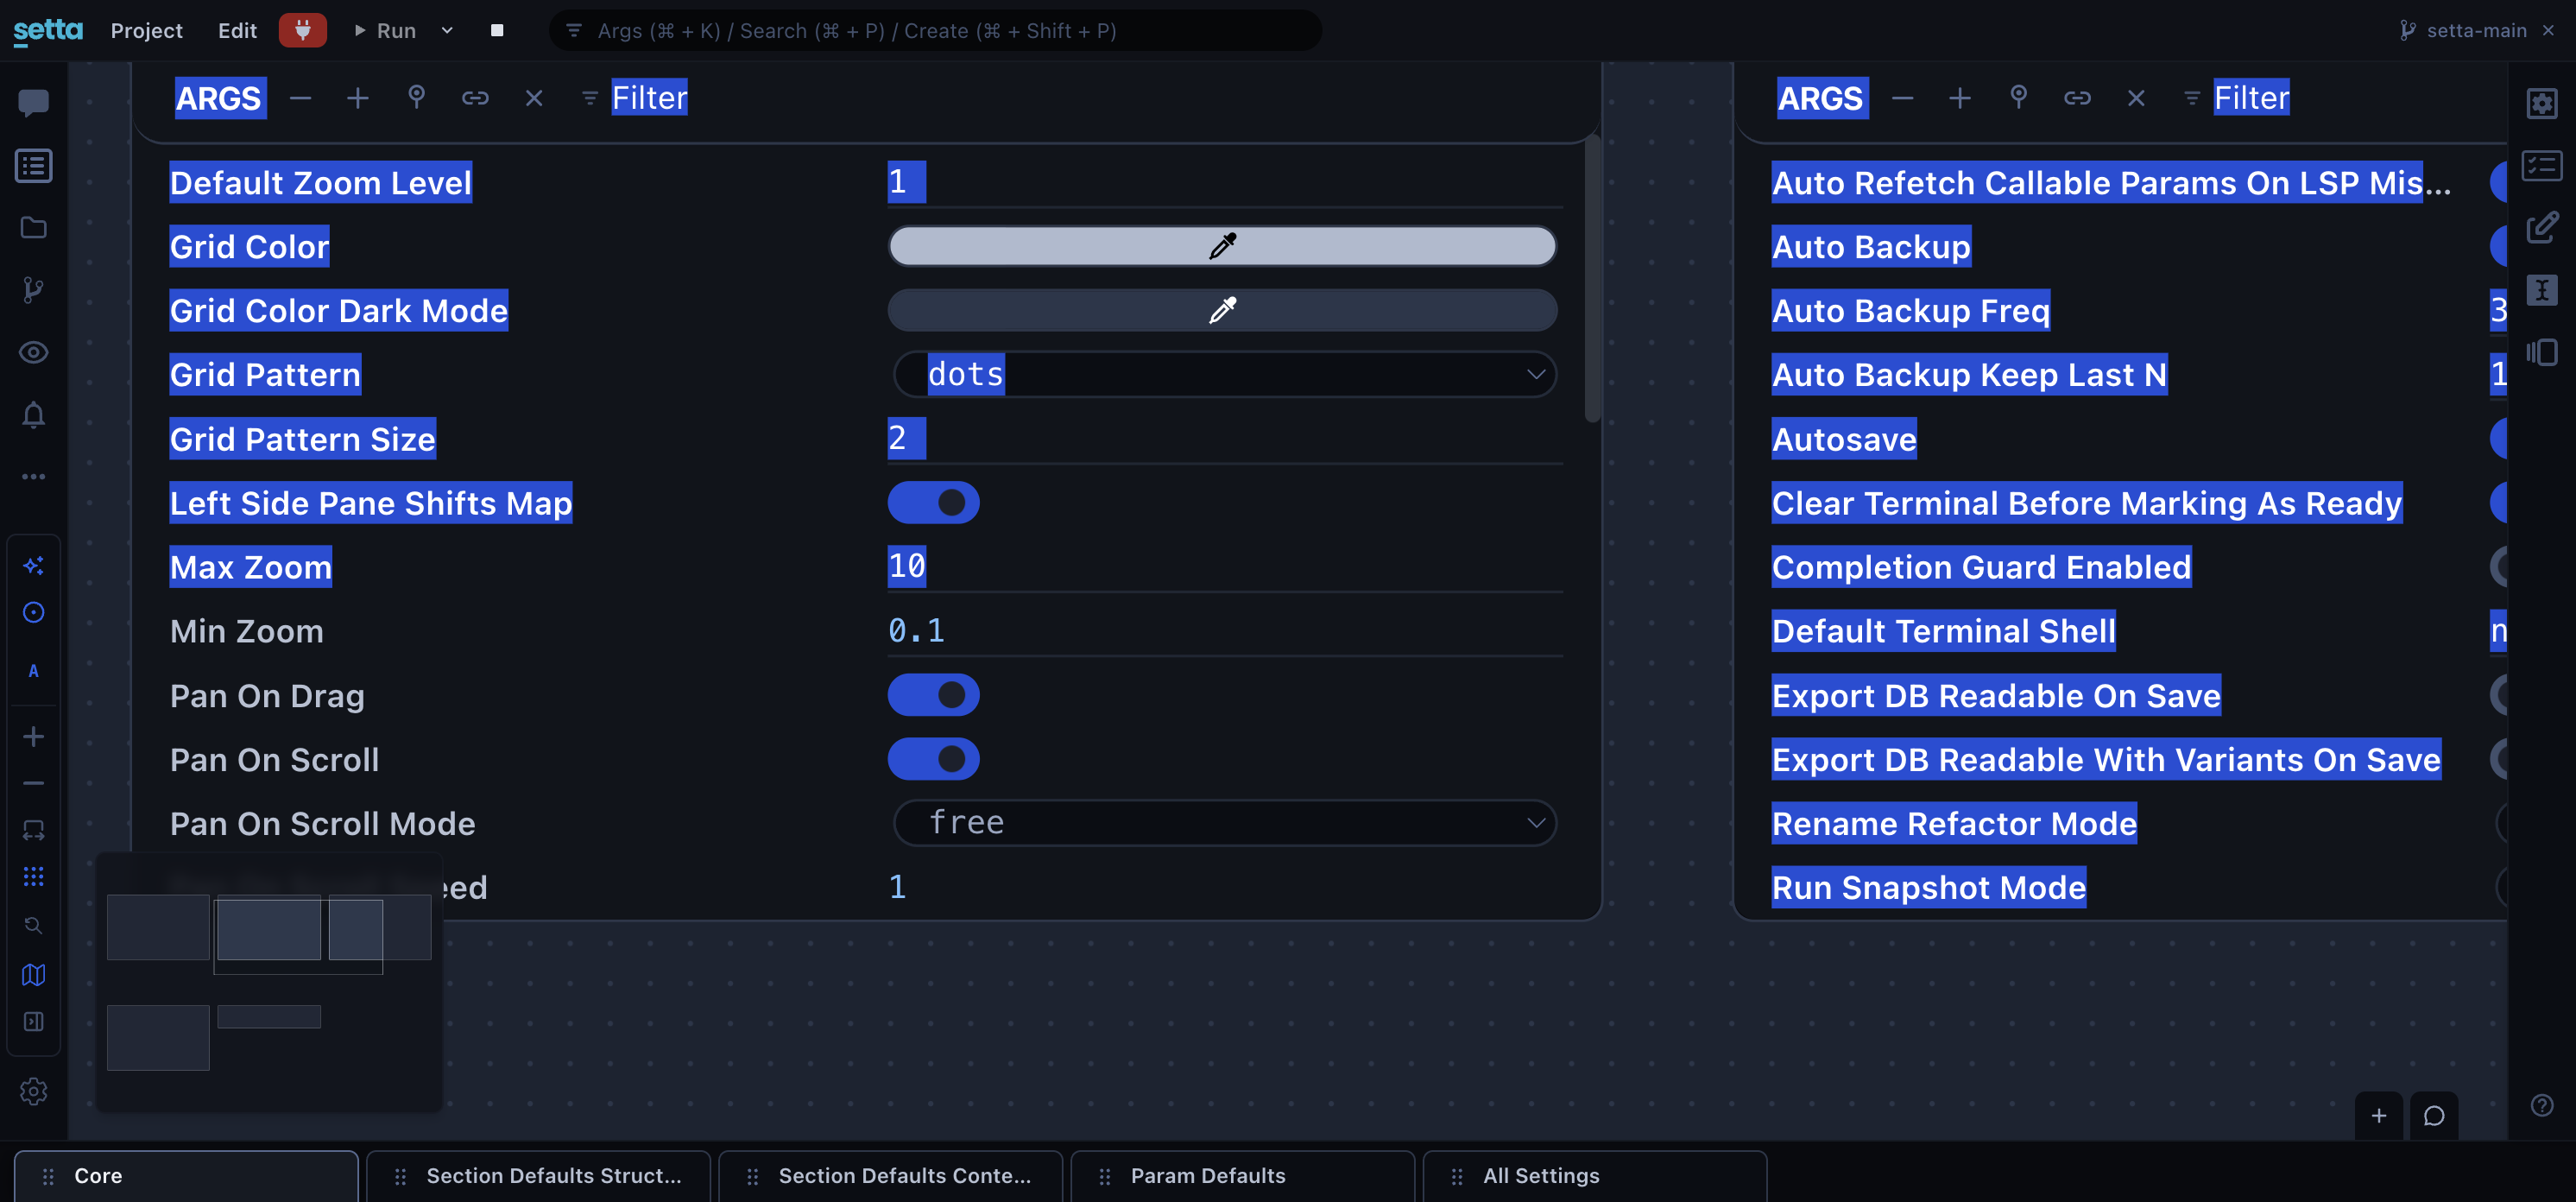 setta Project Edit Run Args (⌘ + K) / Search (⌘ + P) / Create (⌘ + Shift + P) setta-main
ARGS Filter
Default Zoom Level 1
Grid Color
Grid Color Dark Mode
Grid Pattern dots
Grid Pattern Size 2
Left Side Pane Shifts Map
Max Zoom 10
Min Zoom 0.1
Pan On Drag
Pan On Scroll
Pan On Scroll Mode free
eed 1
ARGS Filter
Auto Refetch Callable Params On LSP Mis...
Auto Backup
Auto Backup Freq 3
Auto Backup Keep Last N 1
Autosave
Clear Terminal Before Marking As Ready
Completion Guard Enabled
Default Terminal Shell n
Export DB Readable On Save
Export DB Readable With Variants On Save
Rename Refactor Mode
Run Snapshot Mode
A
Core Section Defaults Struct... Section Defaults Conte... Param Defaults All Settings